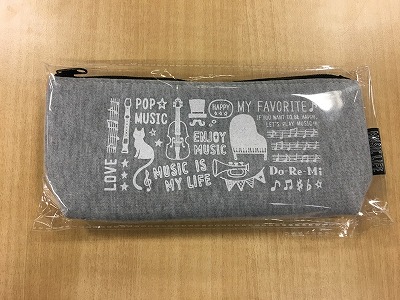 LOVE
POP
MUSIC
HAPPY
ENJOY
MUSIC
MUSIC IS
MY LIFE
MY FAVORITE♪
IF YOU WANT TO BE HAPPY,
LET'S PLAY MUSIC!
Do·Re·Mi